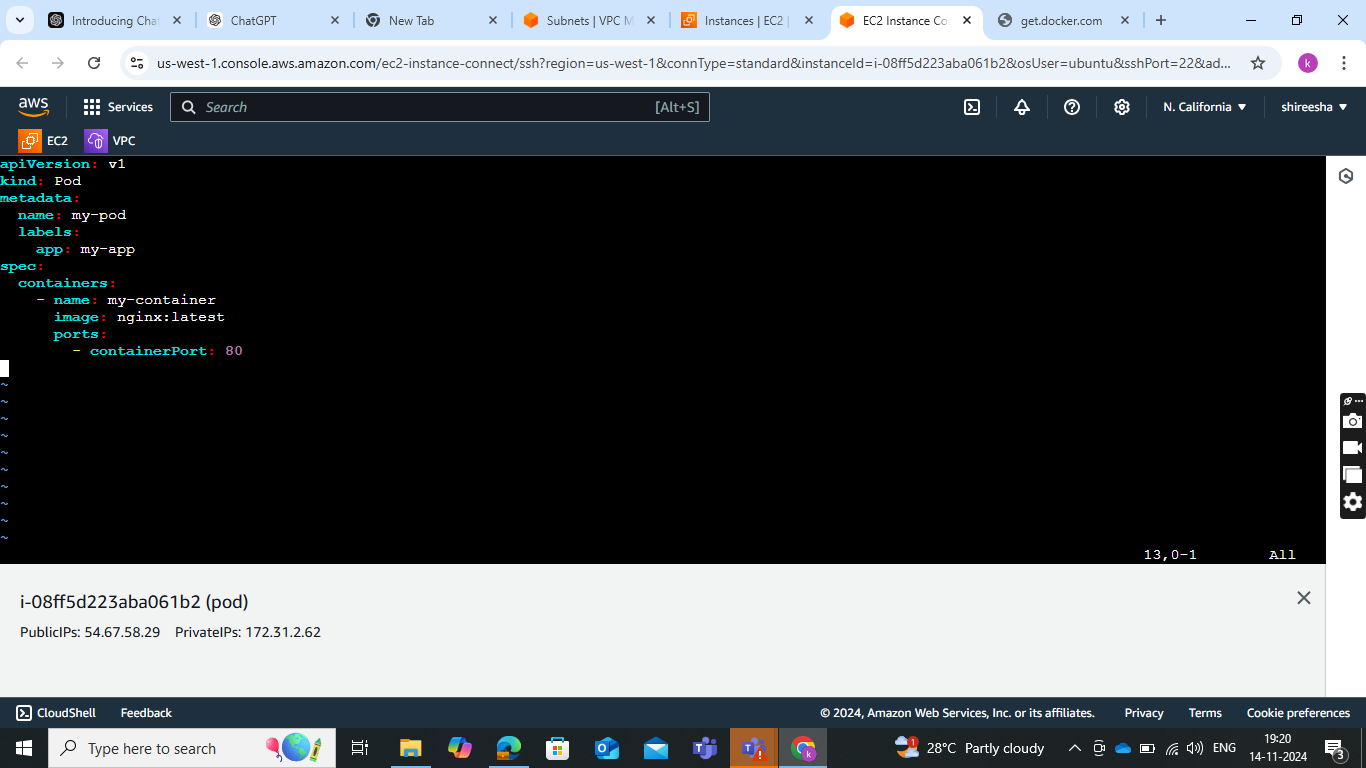 Introducing Cha
ChatGPT
New Tab
Subnets | VPC M
Instances | EC2 |
EC2 Instance Co
get.docker.com
us-west-1.console.aws.amazon.com/ec2-instance-connect/ssh?region=us-west-1&connType=standard&instanceId=i-08ff5d223aba061b2&osUser=ubuntu&sshPort=22&ad...
k
aws
Services
Search
[Alt+S]
N. California
shireesha
EC2
VPC
apiVersion: v1
kind: Pod
metadata:
  name: my-pod
  labels:
    app: my-app
spec:
  containers:
    - name: my-container
      image: nginx:latest
      ports:
        - containerPort: 80
~
~
~
~
~
~
~
~
~
~
13,0-1 All
i-08ff5d223aba061b2 (pod)
PublicIPs: 54.67.58.29 PrivateIPs: 172.31.2.62
CloudShell
Feedback
© 2024, Amazon Web Services, Inc. or its affiliates.
Privacy
Terms
Cookie preferences
Type here to search
1
28°C Partly cloudy
ENG
19:20
14-11-2024
3